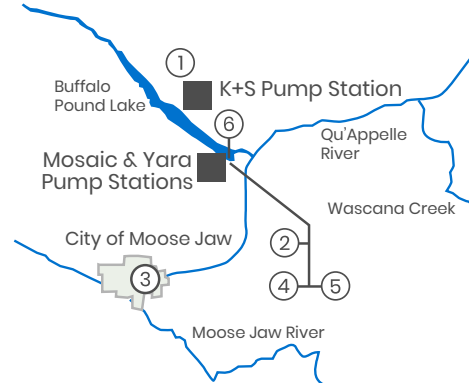 1
K+S Pump Station
Buffalo
Pound Lake
6
Qu'Appelle
River
Mosaic & Yara
Pump Stations
Wascana Creek
City of Moose Jaw
2
3
4
5
Moose Jaw River